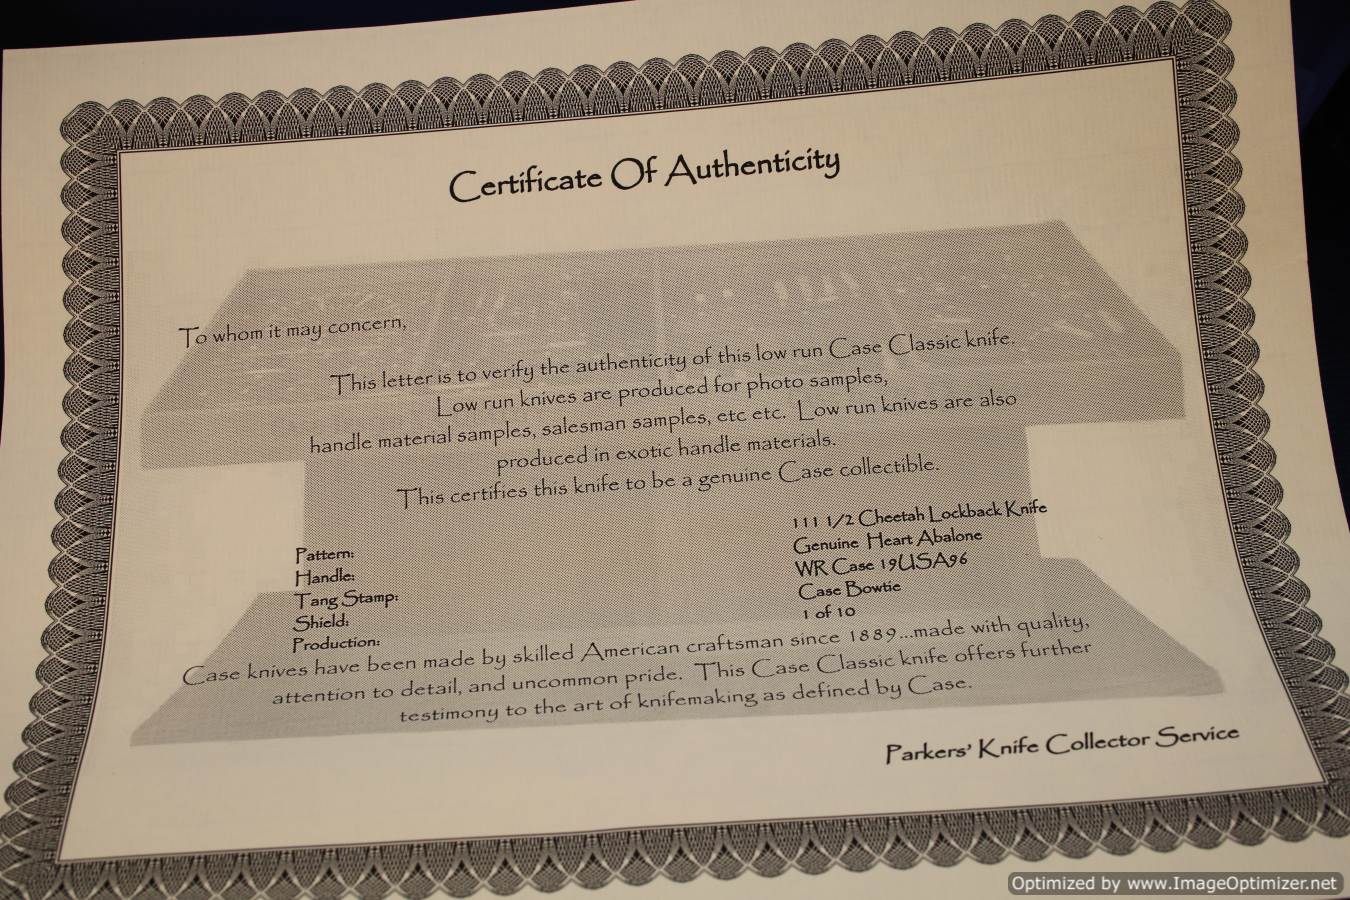 Certificate Of Authenticity
To whom it may concern,
This letter is to verify the authenticity of this low run Case Classic knife.
Low run knives are produced for photo samples,
handle material samples, salesman samples, etc etc. Low run knives are also
produced in exotic handle materials.
This certifies this knife to be a genuine Case collectible.
Pattern: 111 1/2 Cheetah Lockback Knife
Handle: Genuine Heart Abalone
Tang Stamp: WR Case 19USA96
Shield: Case Bowtie
Production: 1 of 10
Case knives have been made by skilled American craftsman since 1889...made with quality,
attention to detail, and uncommon pride. This Case Classic knife offers further
testimony to the art of knifemaking as defined by Case.
Parkers' Knife Collector Service
Optimized by www.ImageOptimizer.net